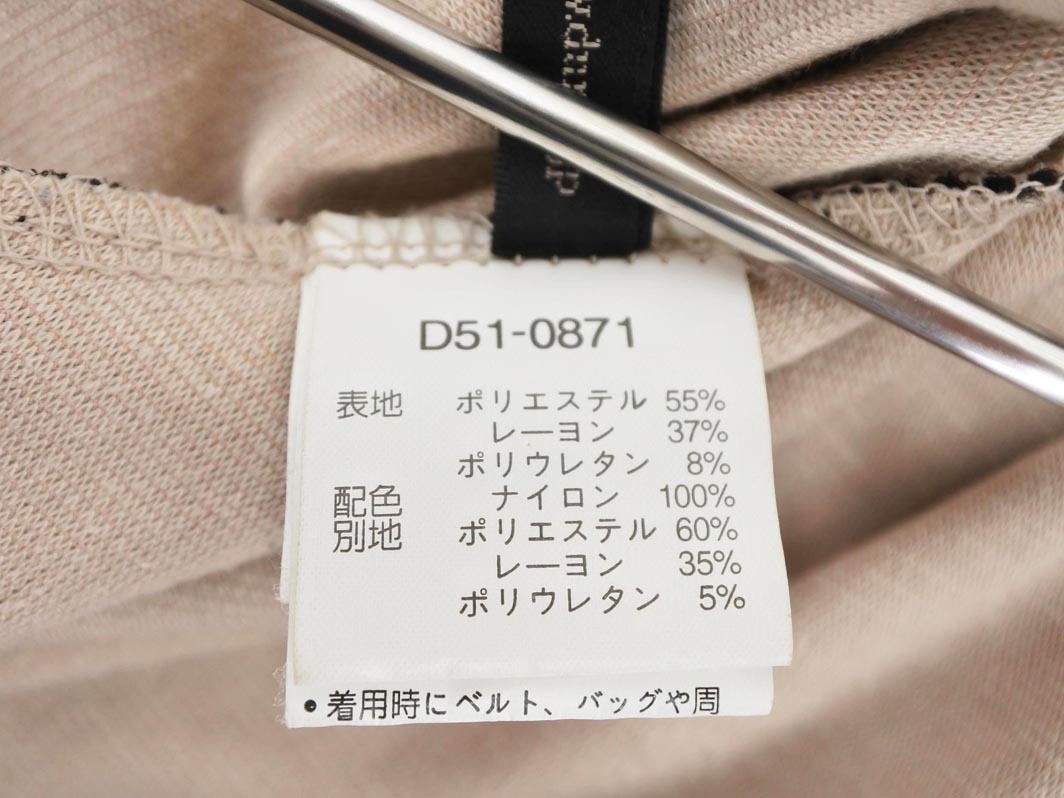 D51-0871
表地 ポリエステル 55%
レーヨン 37%
ポリウレタン 8%
配色 ナイロン 100%
別地 ポリエステル 60%
レーヨン 35%
ポリウレタン 5%
•着用時にベルト、バッグや周